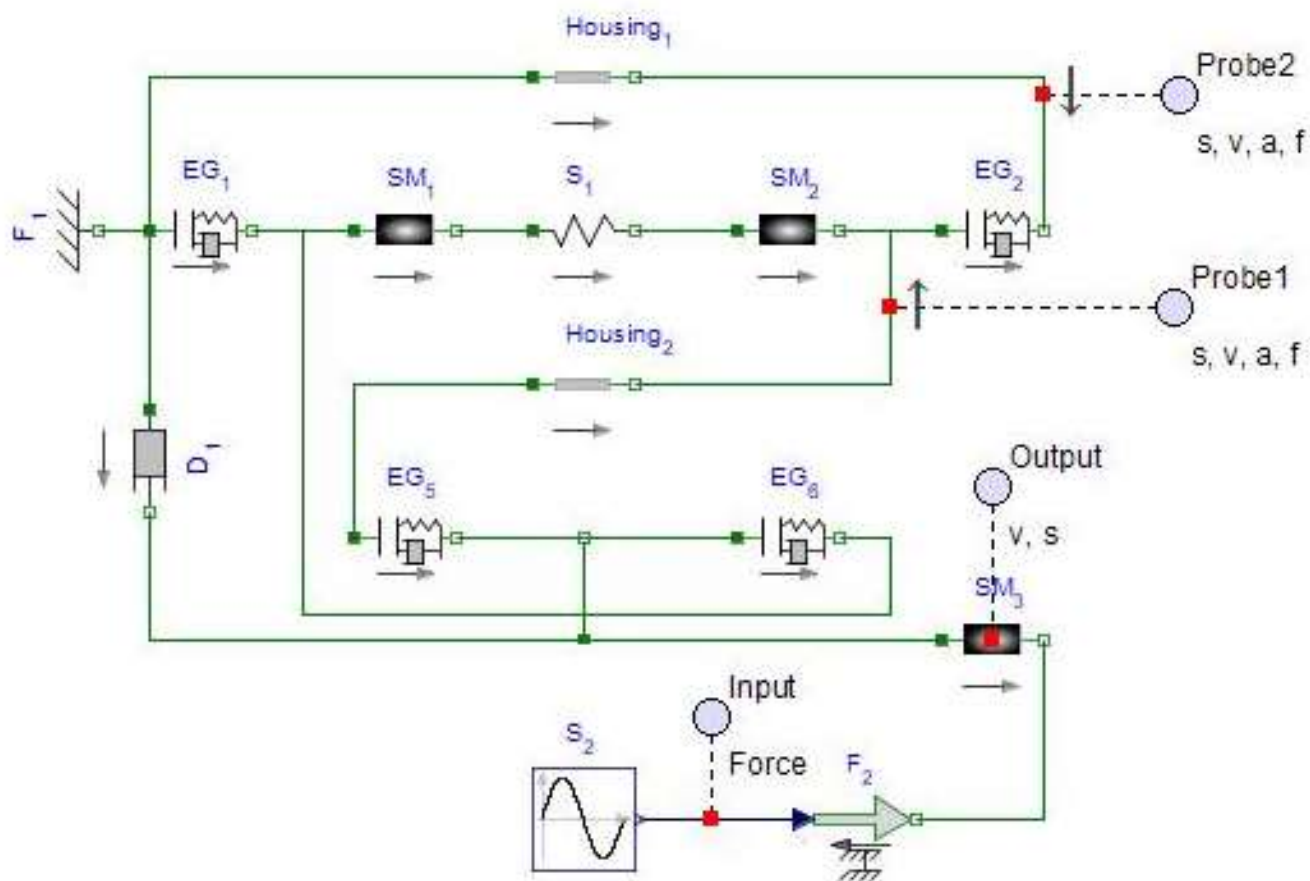 Housing₁
Probe2
s, v, a, f
EG₁
SM₁
S₁
SM₂
EG₂
F₁
Probe1
s, v, a, f
Housing₂
D₁
EG₅
EG₆
Output
v, s
SM₃
Input
S₂
Force
F₂